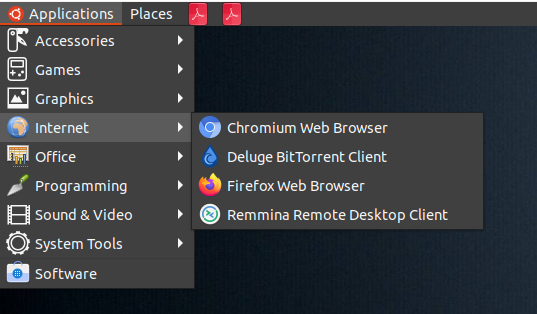 Applications Places
Accessories
Games
Graphics
Internet
Chromium Web Browser
Deluge BitTorrent Client
Firefox Web Browser
Remmina Remote Desktop Client
Office
Programming
Sound & Video
System Tools
Software